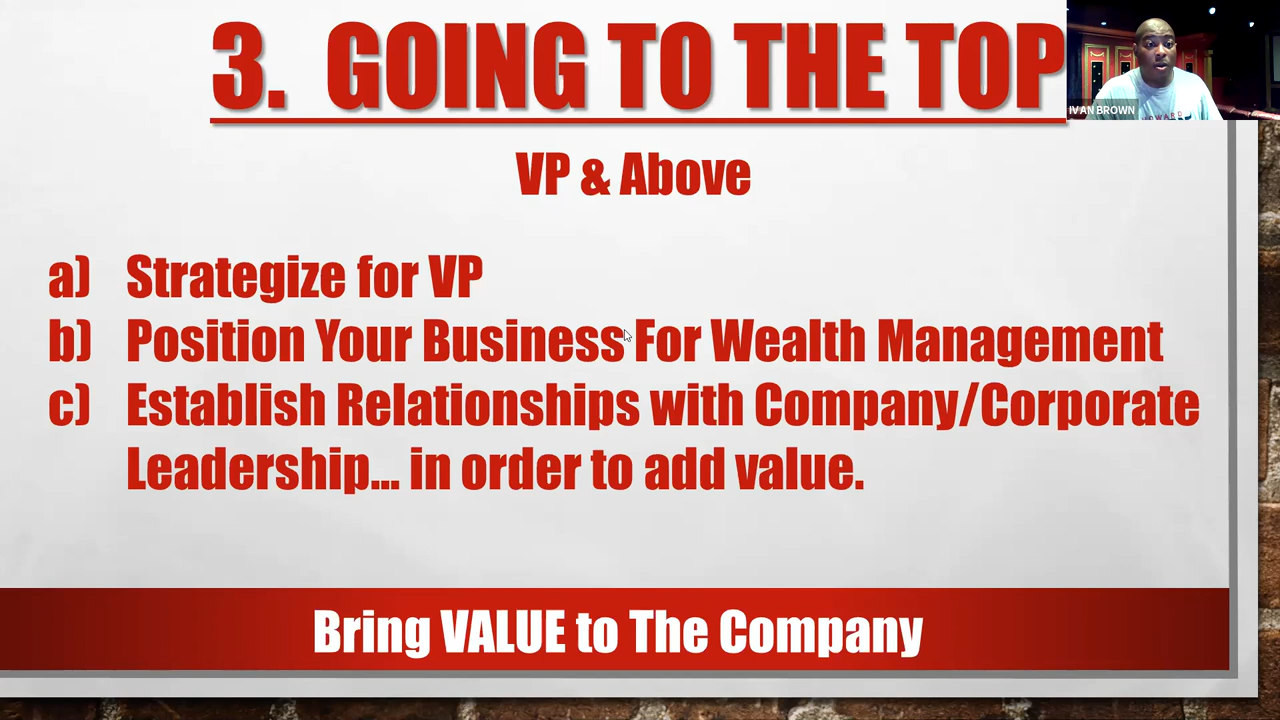 3. GOING TO THE TOP
IVAN BROWN
VP & Above
a) Strategize for VP
b) Position Your Business For Wealth Management
c) Establish Relationships with Company/Corporate
Leadership... in order to add value.
Bring VALUE to The Company